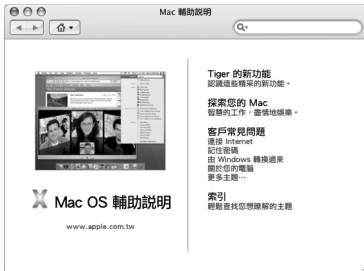 Mac 輔助說明
Tiger 的新功能
認識這些精采的新功能。
探索您的 Mac
智慧的工作，盡情地娛樂。
客戶常見問題
連接 Internet
記住密碼
由 Windows 轉換過來
關於您的電腦
更多主題⋯
索引
輕鬆查找您想瞭解的主題
Mac OS 輔助說明
www.apple.com.tw